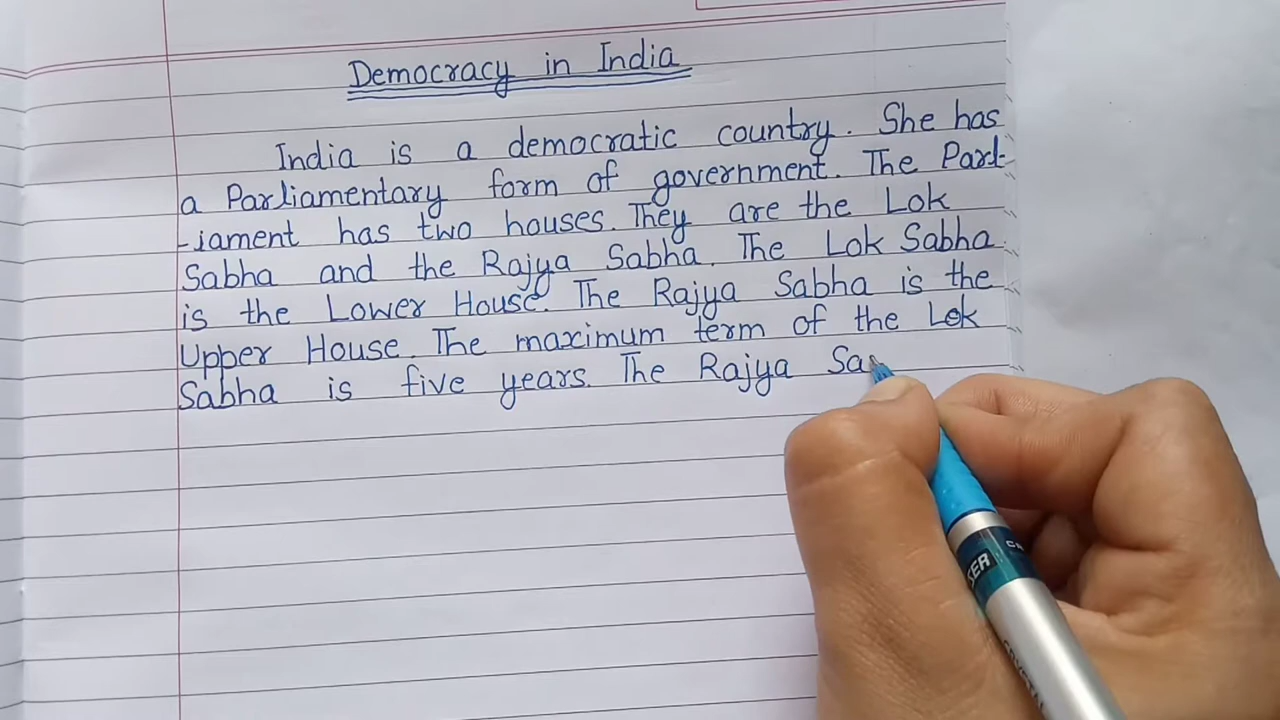 Democracy in India
India is a democratic country. She has
a Parliamentary form of government. The Parl-
-iament has two houses. They are the Lok
Sabha and the Rajya Sabha. The Lok Sabha
is the Lower House. The Rajya Sabha is the
Upper House. The maximum term of the Lok
Sabha is five years. The Rajya Sa